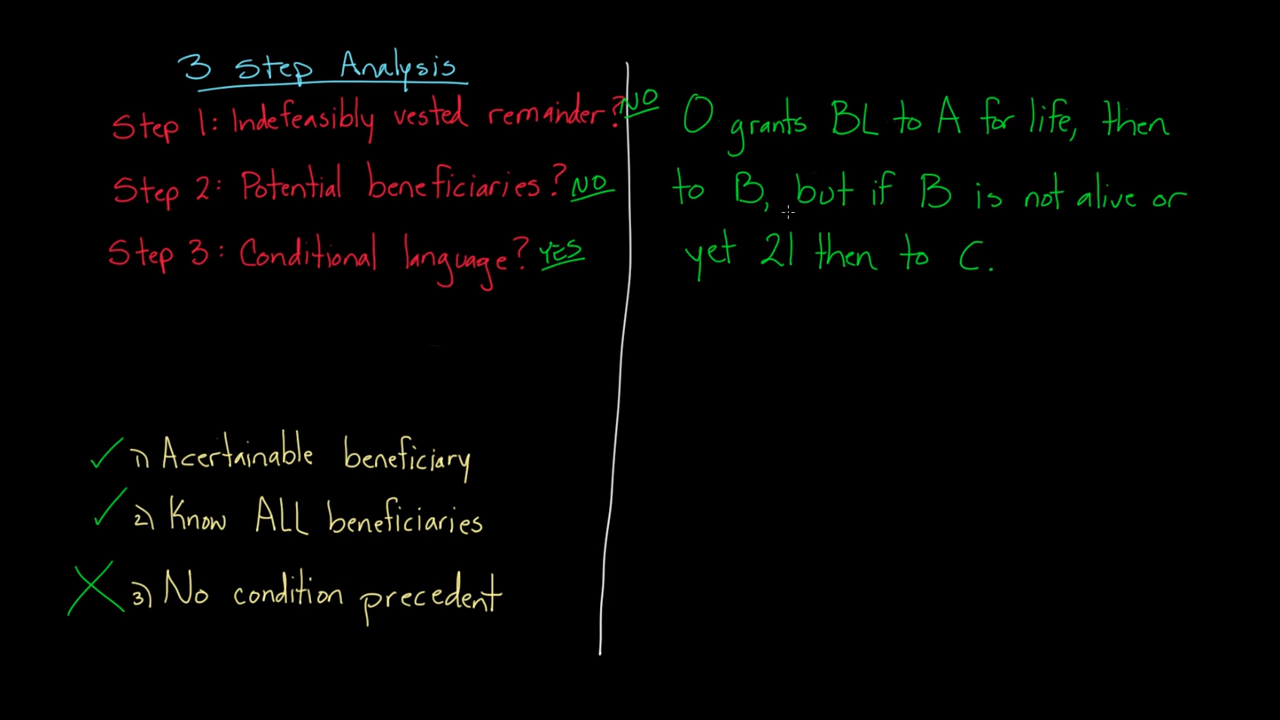 3 Step Analysis
Step 1: Indefeasibly vested remainder? NO
Step 2: Potential beneficiaries? NO
Step 3: Conditional language? YES
1) Acertainable beneficiary
2) Know ALL beneficiaries
3) No condition precedent
O grants BL to A for life, then
to B, but if B is not alive or
yet 21 then to C.